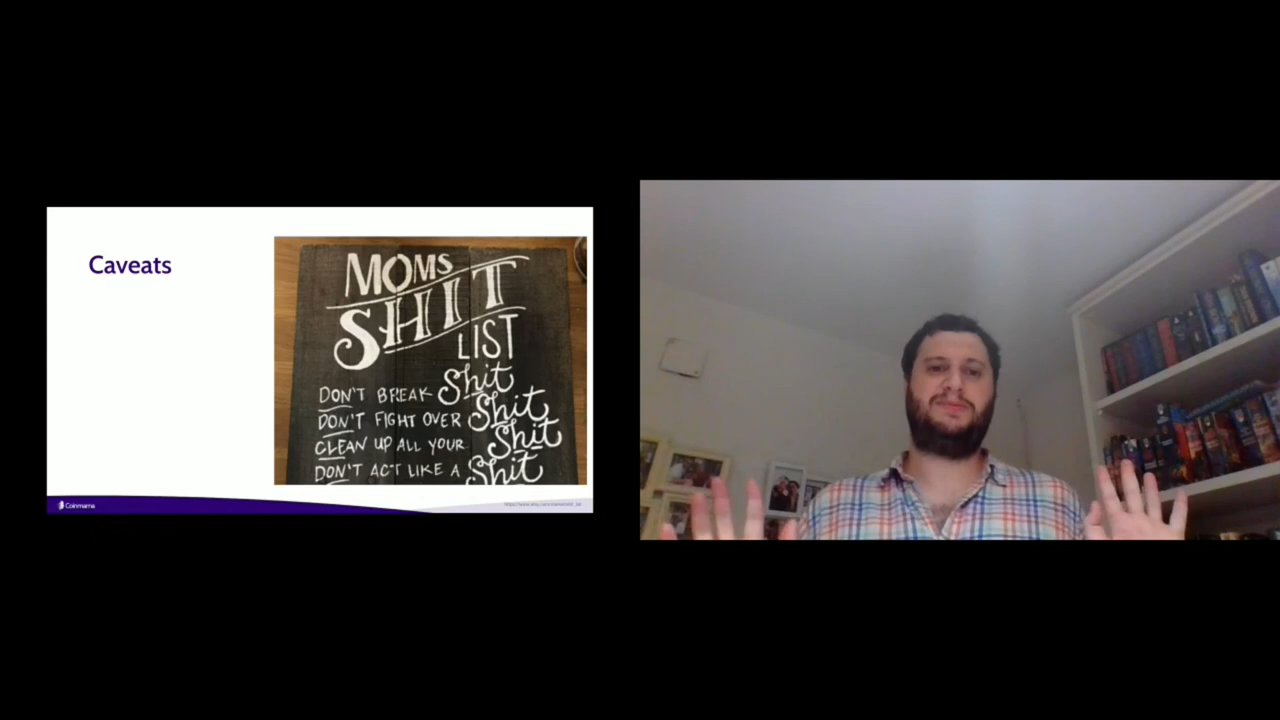 Caveats
MOMS
SHIT
LIST
DON'T BREAK Shit
DON'T FIGHT OVER Shit
CLEAN UP ALL YOUR Shit
DON'T ACT LIKE A Shit
Coinmama